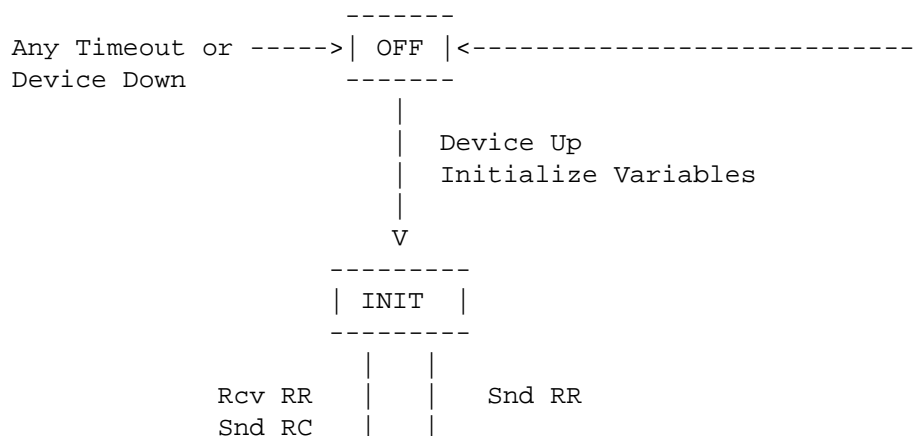 Any Timeout or ----->| OFF |<----------------------------
Device Down
Device Up
Initialize Variables
V
| INIT |
Rcv RR | | Snd RR
Snd RC | |